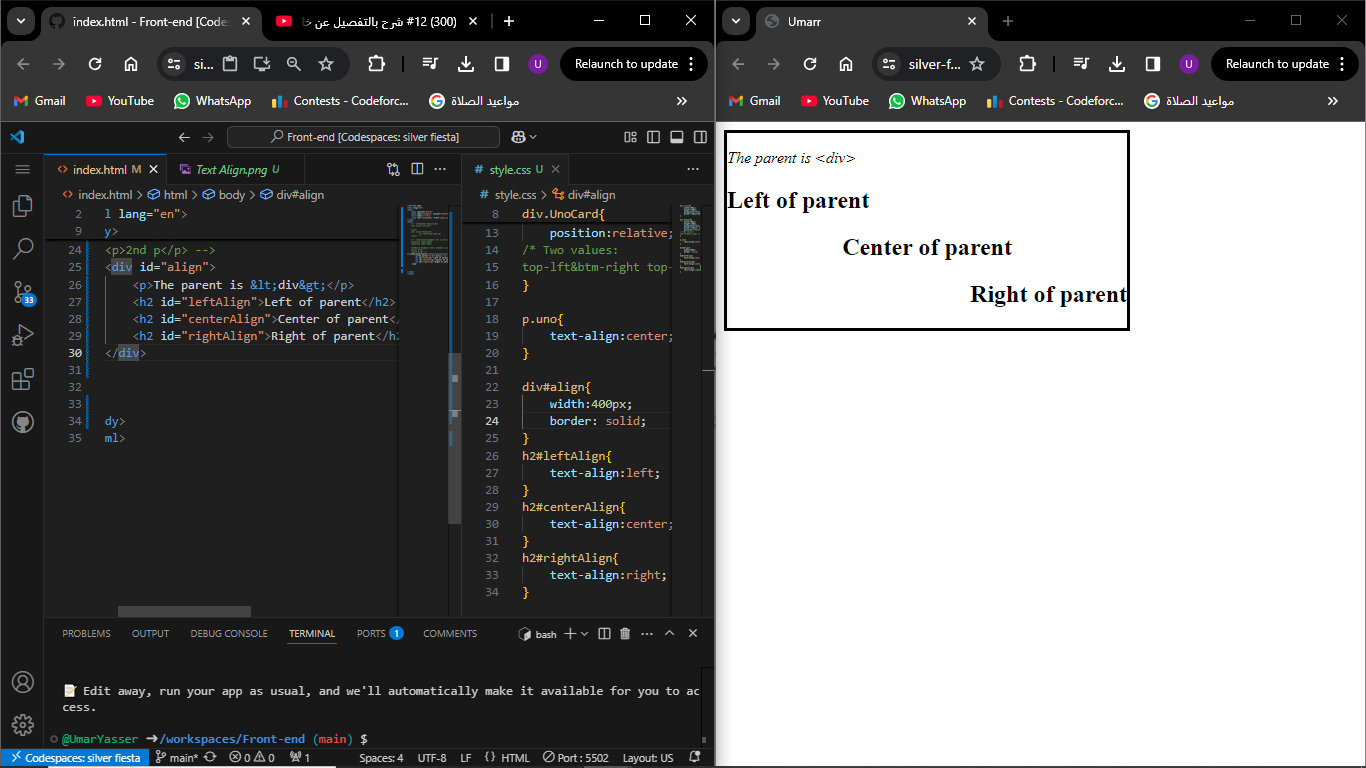 index.html - Front-end [Codes
(300) #12 شرح بالتفصيل عن خا
si...
U
Relaunch to update
Gmail
YouTube
WhatsApp
Contests - Codeforc...
مواعيد الصلاة
Front-end [Codespaces: silver fiesta]
index.html M
Text Align.png U
index.html > html > body > div#align
2 l lang="en">
9 y>
24 <p>2nd p</p> -->
25 <div id="align">
26 <p>The parent is &lt;div&gt;</p>
27 <h2 id="leftAlign">Left of parent</h2>
28 <h2 id="centerAlign">Center of parent</
29 <h2 id="rightAlign">Right of parent</h2
30 </div>
31
32
33
34 dy>
35 ml>
style.css U
style.css > div#align
8 div.UnoCard{
13 position:relative;
14 /* Two values:
15 top-lft&btm-right top-
16 }
17
18 p.uno{
19 text-align:center;
20 }
21
22 div#align{
23 width:400px;
24 border: solid;
25 }
26 h2#leftAlign{
27 text-align:left;
28 }
29 h2#centerAlign{
30 text-align:center;
31 }
32 h2#rightAlign{
33 text-align:right;
34 }
33
PROBLEMS OUTPUT DEBUG CONSOLE TERMINAL PORTS 1 COMMENTS
bash
Edit away, run your app as usual, and we'll automatically make it available for you to ac
cess.
@UmarYasser ➜/workspaces/Front-end (main) $
Codespaces: silver fiesta main* 0 0 1 Spaces: 4 UTF-8 LF {} HTML Port : 5502 Layout: US
Umarr
silver-f...
U
Relaunch to update
Gmail
YouTube
WhatsApp
Contests - Codeforc...
مواعيد الصلاة
The parent is <div>
Left of parent
Center of parent
Right of parent